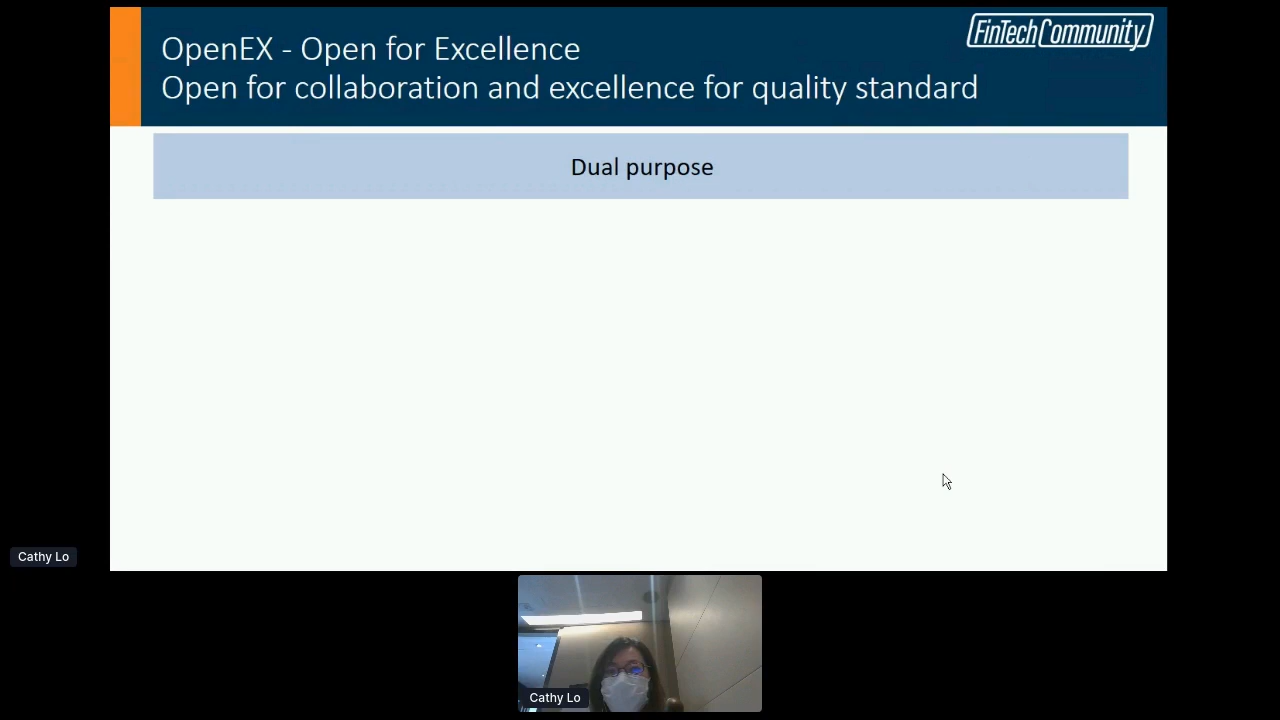 FinTechCommunity
OpenEX - Open for Excellence
Open for collaboration and excellence for quality standard
Dual purpose
Cathy Lo
Cathy Lo